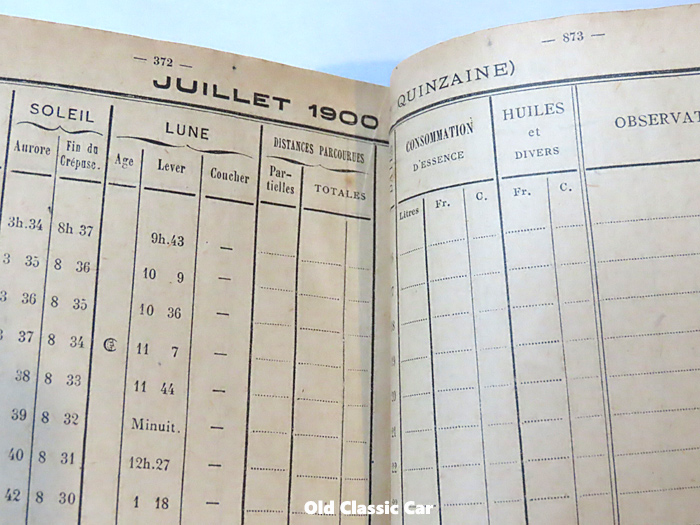 — 372 —
JUILLET 1900
SOLEIL
LUNE
DISTANCES PARCOURUES
Aurore
Fin du Crépusc.
Age
Lever
Coucher
Par-tielles
TOTALES
3h.34 8h 37 9h.43 —
3 35 8 36 10 9 —
3 36 8 35 10 36 —
37 8 34 11 7 —
38 8 33 11 44 —
39 8 32 Minuit. —
40 8 31 12h.27 —
42 8 30 1 18 —
— 873 —
QUINZAINE)
CONSOMMATION
D'ESSENCE
HUILES
et
DIVERS
OBSERVAT
Litres Fr. C. Fr. C.
Old Classic Car